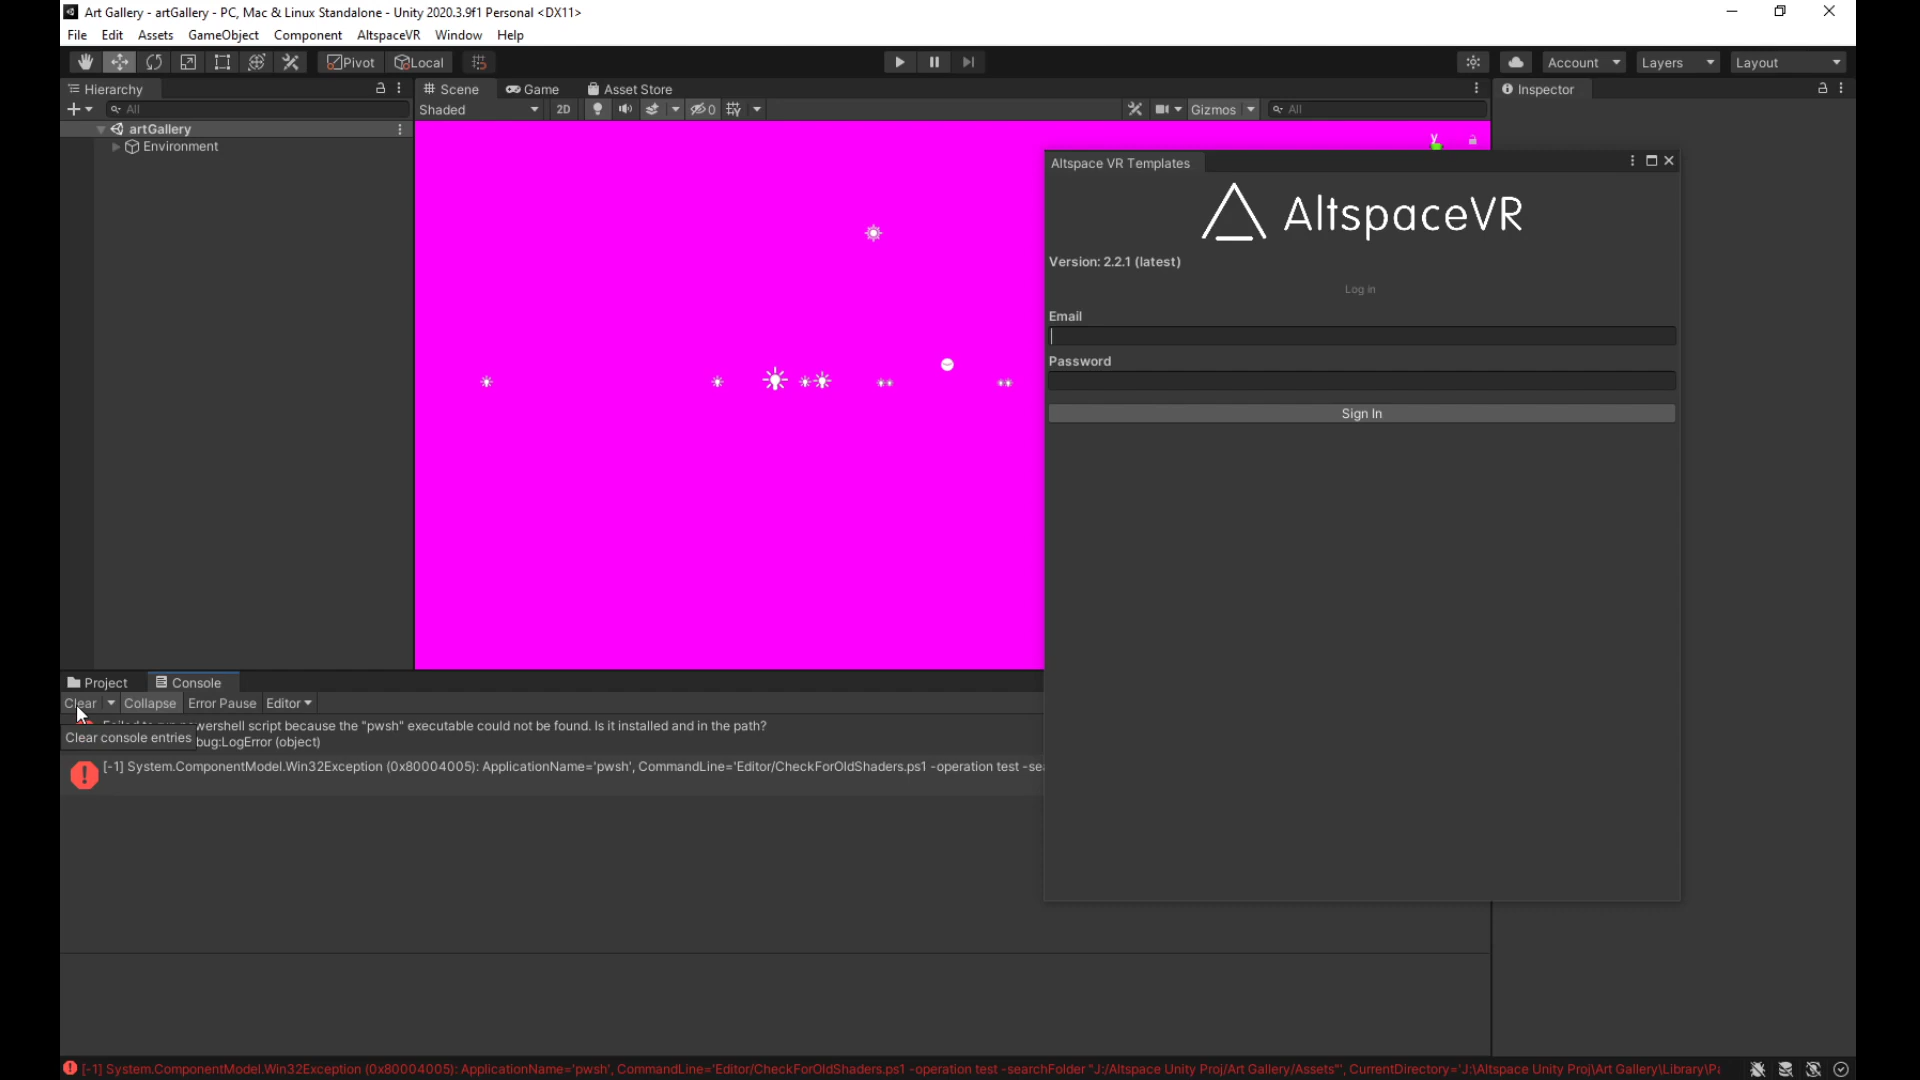 Art Gallery - artGallery - PC, Mac & Linux Standalone - Unity 2020.3.9f1 Personal <DX11>
File Edit Assets GameObject Component AltspaceVR Window Help
Pivot Local Account Layers Layout
Hierarchy
All
artGallery
Environment
Scene Game Asset Store
Shaded 2D 0 Gizmos All
Inspector
y
Altspace VR Templates
AltspaceVR
Version: 2.2.1 (latest)
Log in
Email
Password
Sign In
Project Console
Clear Collapse Error Pause Editor
wershell script because the "pwsh" executable could not be found. Is it installed and in the path?
Clear console entries
bug:LogError (object)
[-1] System.ComponentModel.Win32Exception (0x80004005): ApplicationName='pwsh', CommandLine='Editor/CheckForOldShaders.ps1 -operation test -sea
[-1] System.ComponentModel.Win32Exception (0x80004005): ApplicationName='pwsh', CommandLine='Editor/CheckForOldShaders.ps1 -operation test -searchFolder "J:/Altspace Unity Proj/Art Gallery/Assets"', CurrentDirectory='J:\Altspace Unity Proj\Art Gallery\Library\Pa